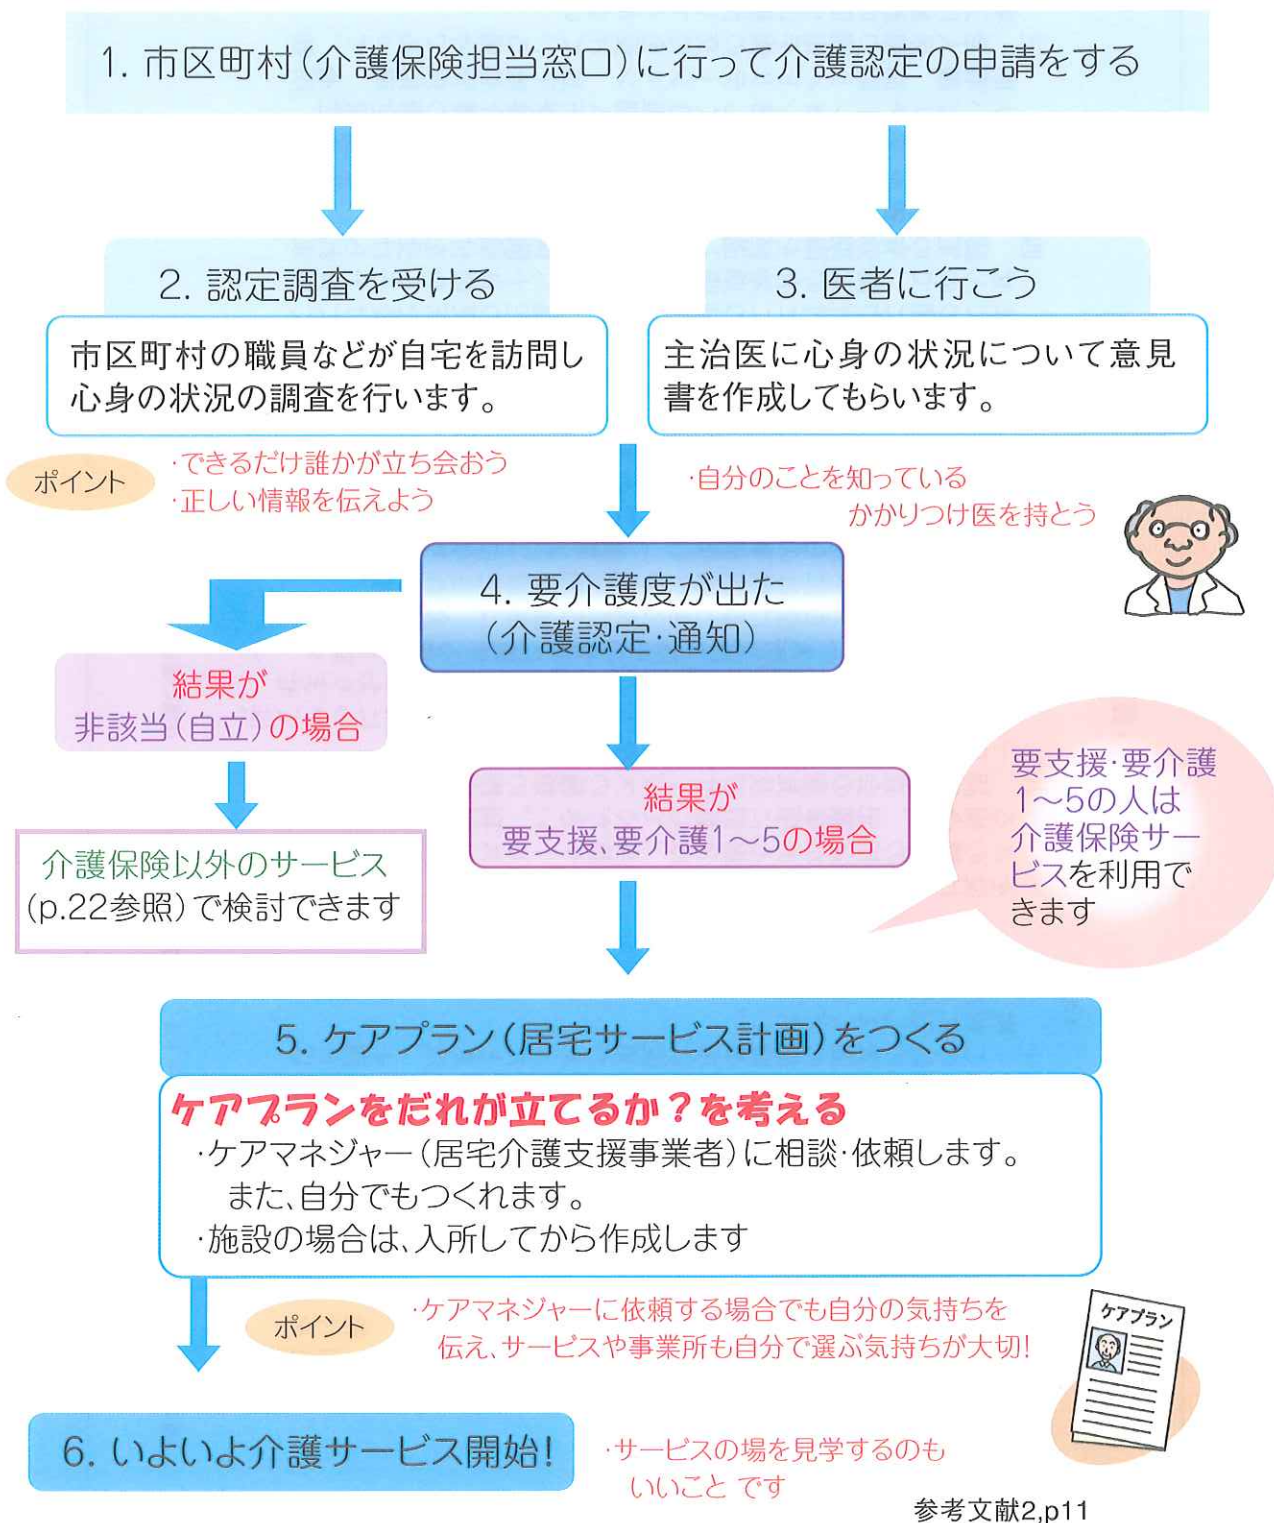 1. 市区町村(介護保険担当窓口)に行って介護認定の申請をする
2. 認定調査を受ける
市区町村の職員などが自宅を訪問し
心身の状況の調査を行います。
ポイント
・できるだけ誰かが立ち会おう
・正しい情報を伝えよう
3. 医者に行こう
主治医に心身の状況について意見
書を作成してもらいます。
・自分のことを知っている
かかりつけ医を持とう
4. 要介護度が出た
(介護認定・通知)
結果が
非該当(自立)の場合
介護保険以外のサービス
(p.22参照)で検討できます
結果が
要支援、要介護1〜5の場合
要支援・要介護
1〜5の人は
介護保険サー
ビスを利用で
きます
5. ケアプラン(居宅サービス計画)をつくる
ケアプランをだれが立てるか?を考える
・ケアマネジャー(居宅介護支援事業者)に相談・依頼します。
また、自分でもつくれます。
・施設の場合は、入所してから作成します
ポイント
・ケアマネジャーに依頼する場合でも自分の気持ちを
伝え、サービスや事業所も自分で選ぶ気持ちが大切!
ケアプラン
6. いよいよ介護サービス開始!
・サービスの場を見学するのも
いいこと です
参考文献2,p11